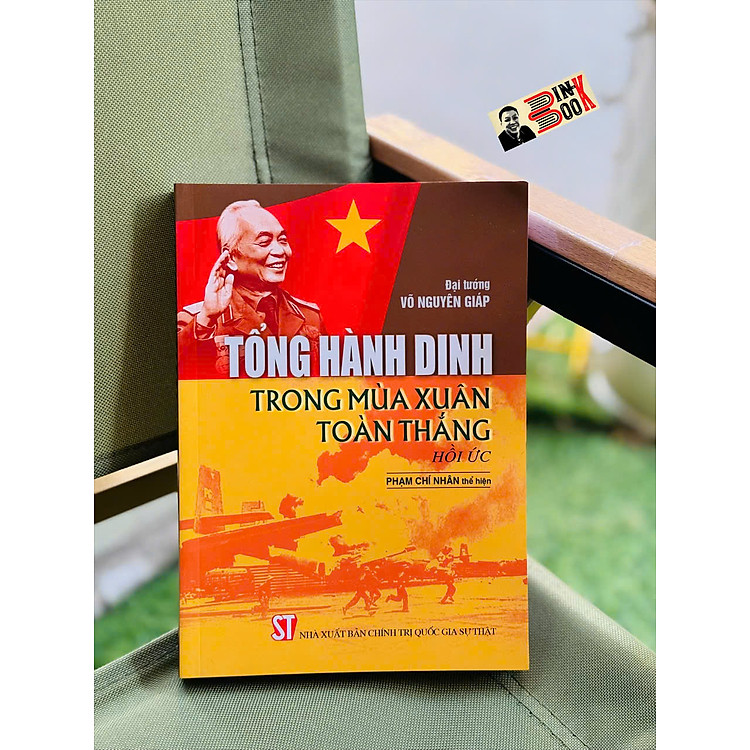 BIN-
BOOK
Đại tướng
VÕ NGUYÊN GIÁP
TỔNG HÀNH DINH
TRONG MÙA XUÂN
TOÀN THẮNG
HỒI ỨC
PHẠM CHÍ NHÂN thể hiện
ST NHÀ XUẤT BẢN CHÍNH TRỊ QUỐC GIA SỰ THẬT